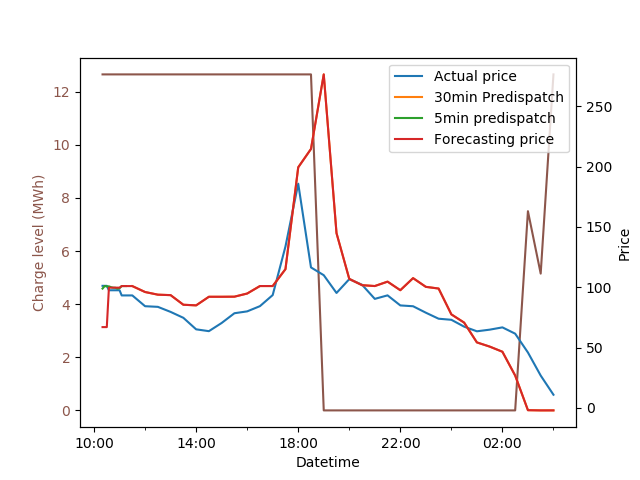 Actual price
30min Predispatch
5min predispatch
Forecasting price
Charge level (MWh)
12
10
8
6
4
2
0
250
200
150
100
50
0
Price
10:00 14:00 18:00 22:00 02:00
Datetime